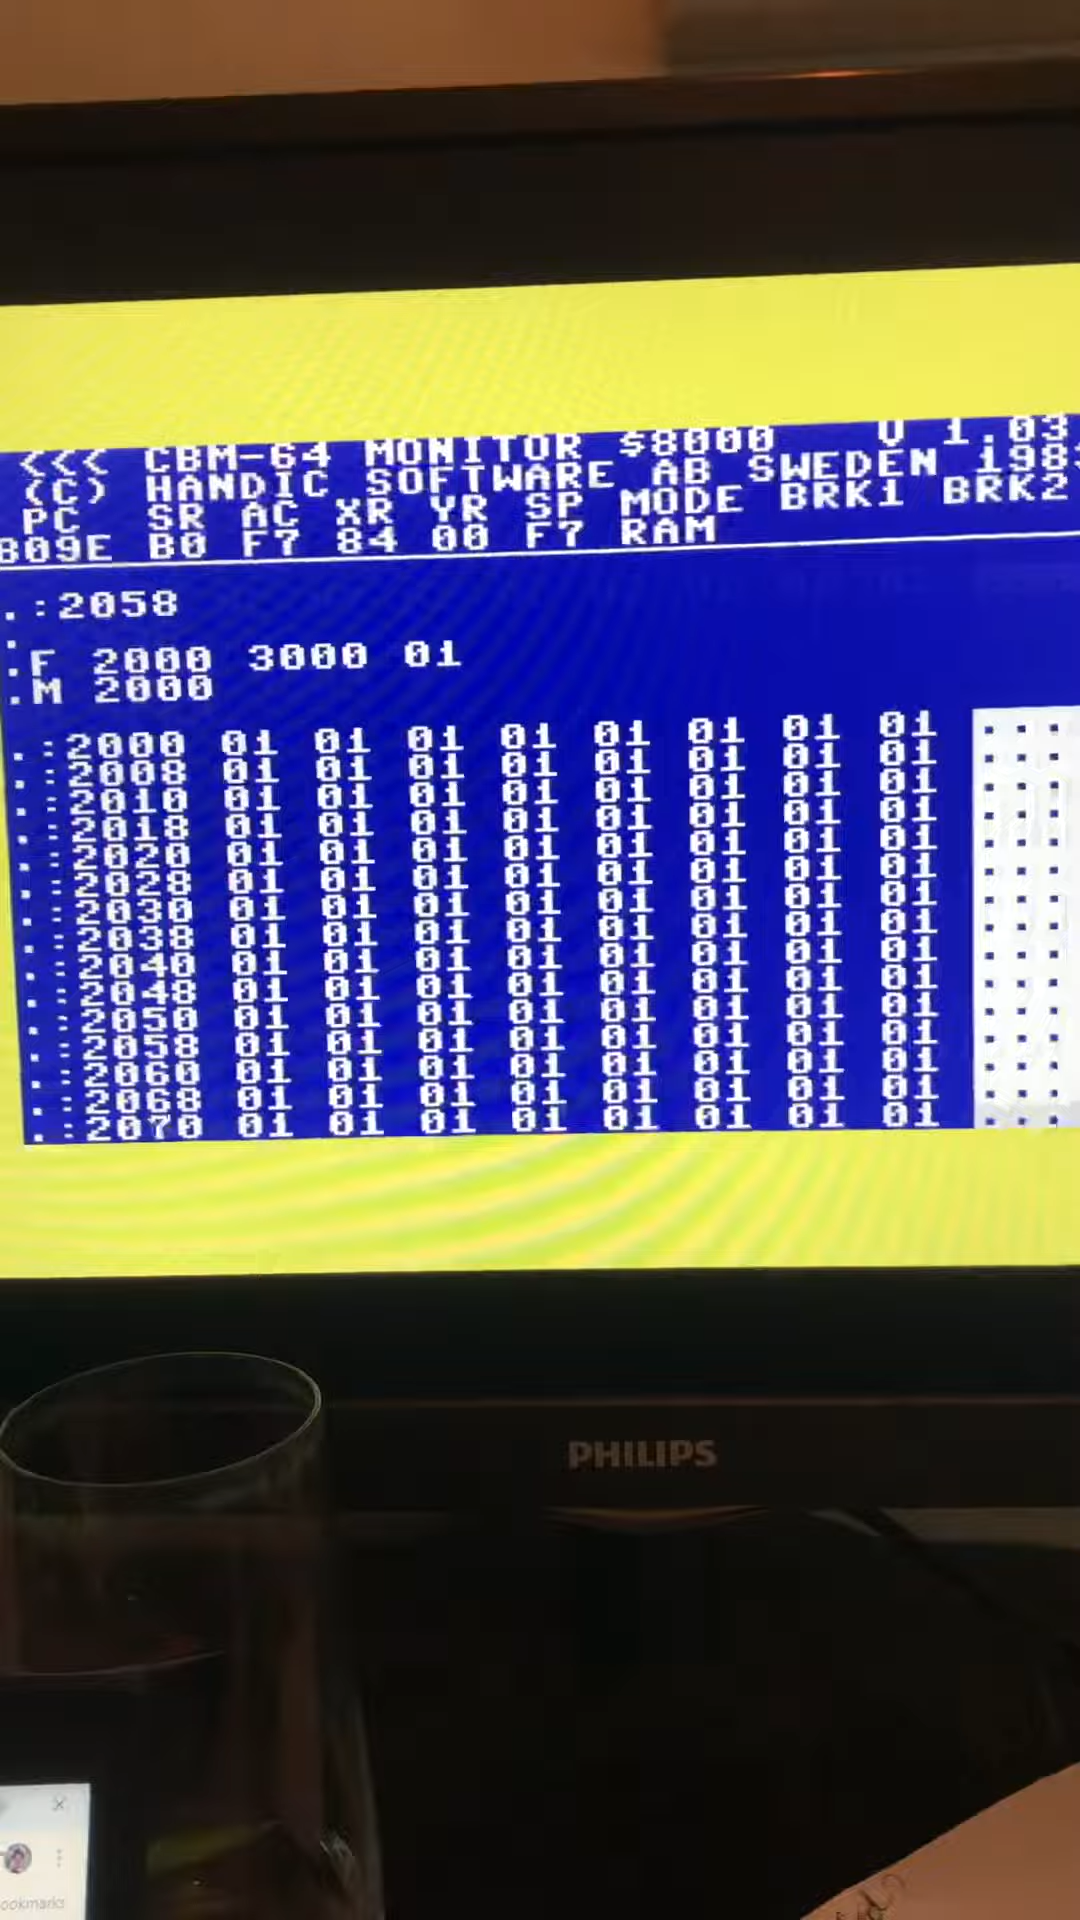 <<< CBM-64 MONITOR $8000 V 1.03
(C) HANDIC SOFTWARE AB SWEDEN 198
PC SR AC XR YR SP MODE BRK1 BRK2
809E B0 F7 84 00 F7 RAM
.:2058
.
.F 2000 3000 01
.M 2000
.:2000 01 01 01 01 01 01 01 01 ...
.:2008 01 01 01 01 01 01 01 01 ...
.:2010 01 01 01 01 01 01 01 01 ...
.:2018 01 01 01 01 01 01 01 01 ...
.:2020 01 01 01 01 01 01 01 01 ...
.:2028 01 01 01 01 01 01 01 01 ...
.:2030 01 01 01 01 01 01 01 01 ...
.:2038 01 01 01 01 01 01 01 01 ...
.:2040 01 01 01 01 01 01 01 01 ...
.:2048 01 01 01 01 01 01 01 01 ...
.:2050 01 01 01 01 01 01 01 01 ...
.:2058 01 01 01 01 01 01 01 01 ...
.:2060 01 01 01 01 01 01 01 01 ...
.:2068 01 01 01 01 01 01 01 01 ...
.:2070 01 01 01 01 01 01 01 01 ...
PHILIPS
ookmarks